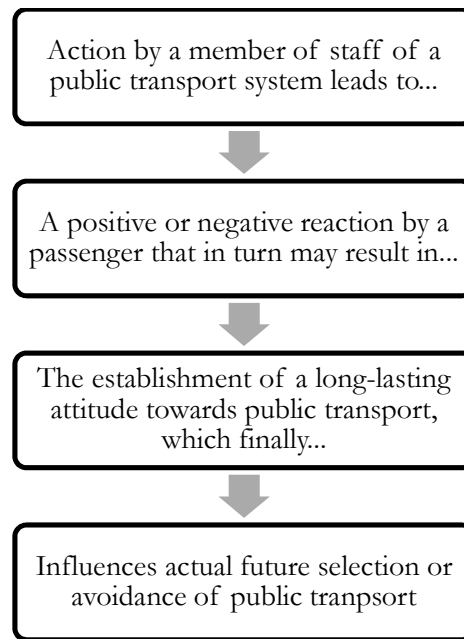 Action by a member of staff of a
public transport system leads to...
A positive or negative reaction by a
passenger that in turn may result in...
The establishment of a long-lasting
attitude towards public transport,
which finally...
Influences actual future selection or
avoidance of public tranpsort